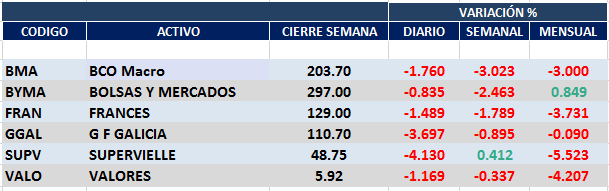 VARIACIÓN %
CODIGO ACTIVO CIERRE SEMANA DIARIO SEMANAL MENSUAL
BMA BCO Macro 203.70 -1.760 -3.023 -3.000
BYMA BOLSAS Y MERCADOS 297.00 -0.835 -2.463 0.849
FRAN FRANCES 129.00 -1.489 -1.789 -3.731
GGAL G F GALICIA 110.70 -3.697 -0.895 -0.090
SUPV SUPERVIELLE 48.75 -4.130 0.412 -5.523
VALO VALORES 5.92 -1.169 -0.337 -4.207